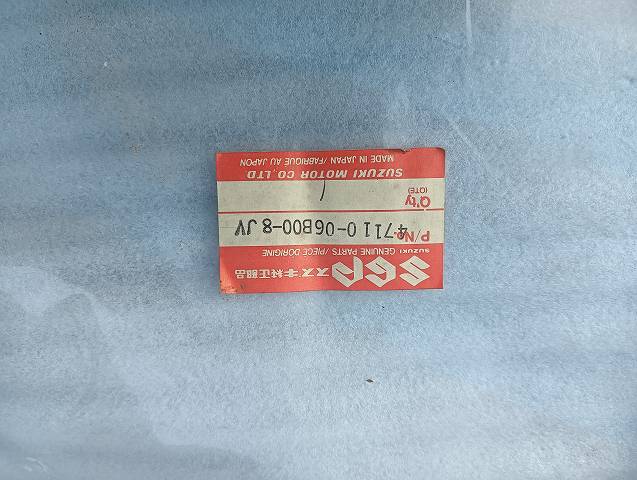 SGP スズキ純正部品
SUZUKI GENUINE PARTS / PIECE DORIGINE
P/No. 47110-06B00-8JV
Q'ty 1
(QTE)
SUZUKI MOTOR CO., LTD
MADE IN JAPAN / FABRIQUE AU JAPON